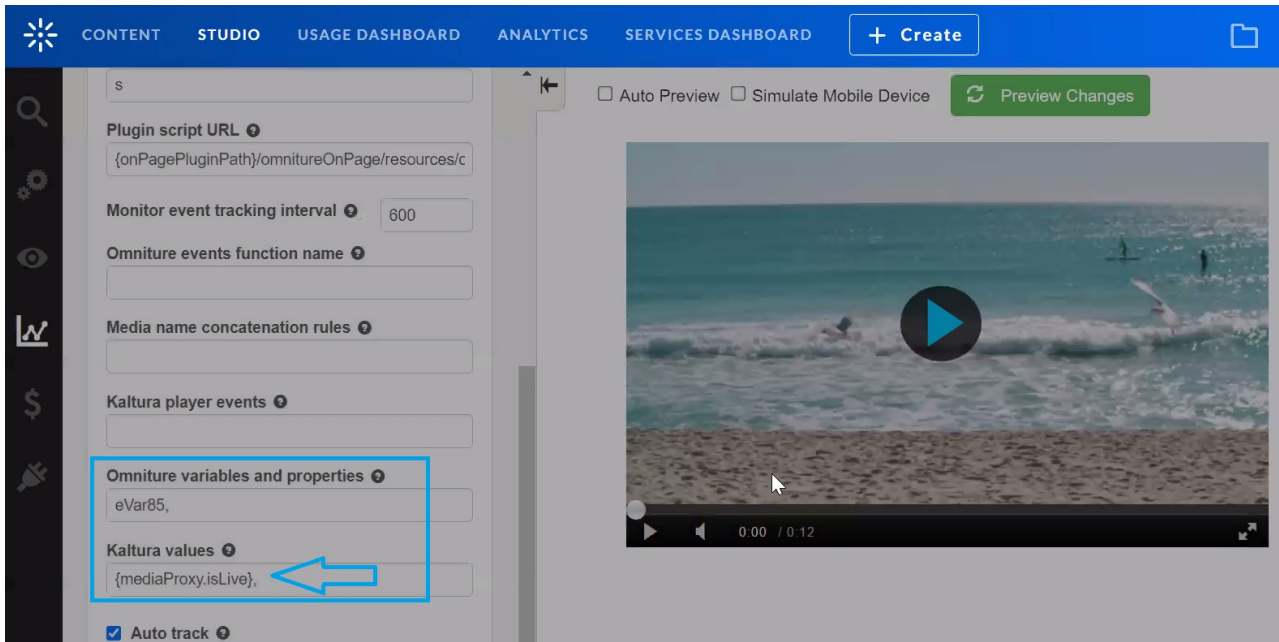 CONTENT STUDIO USAGE DASHBOARD ANALYTICS SERVICES DASHBOARD + Create
s
Plugin script URL
{onPagePluginPath}/omnitureOnPage/resources/c
Monitor event tracking interval 600
Omniture events function name
Media name concatenation rules
Kaltura player events
Omniture variables and properties
eVar85,
Kaltura values
{mediaProxy.isLive},
Auto track
Auto Preview Simulate Mobile Device Preview Changes
0:00 / 0:12